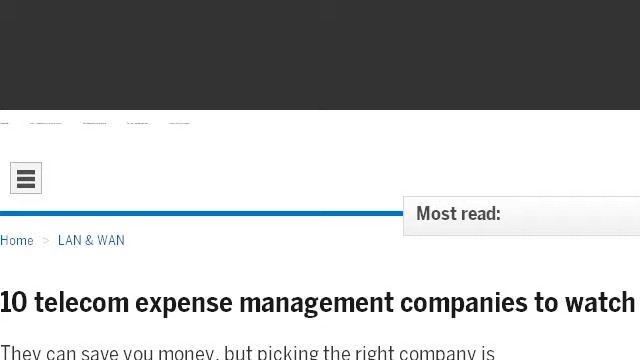 Most read:
Home > LAN & WAN
10 telecom expense management companies to watch
They can save you money, but picking the right company is